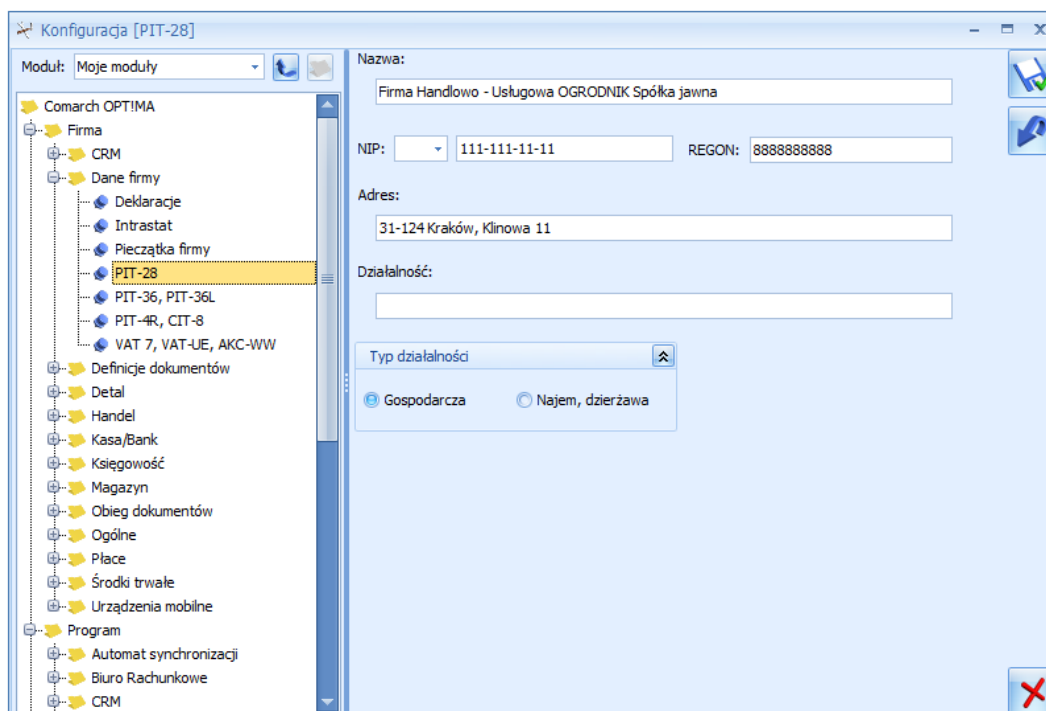 Konfiguracja [PIT-28]
Moduł: Moje moduły
Comarch OPT!MA
Firma
CRM
Dane firmy
Deklaracje
Intrastat
Pieczątka firmy
PIT-28
PIT-36, PIT-36L
PIT-4R, CIT-8
VAT 7, VAT-UE, AKC-WW
Definicje dokumentów
Detal
Handel
Kasa/Bank
Księgowość
Magazyn
Obieg dokumentów
Ogólne
Płace
Środki trwałe
Urządzenia mobilne
Program
Automat synchronizacji
Biuro Rachunkowe
CRM
Nazwa:
Firma Handlowo - Usługowa OGRODNIK Spółka jawna
NIP: 111-111-11-11 REGON: 8888888888
Adres:
31-124 Kraków, Klinowa 11
Działalność:
Typ działalności
Gospodarcza Najem, dzierżawa